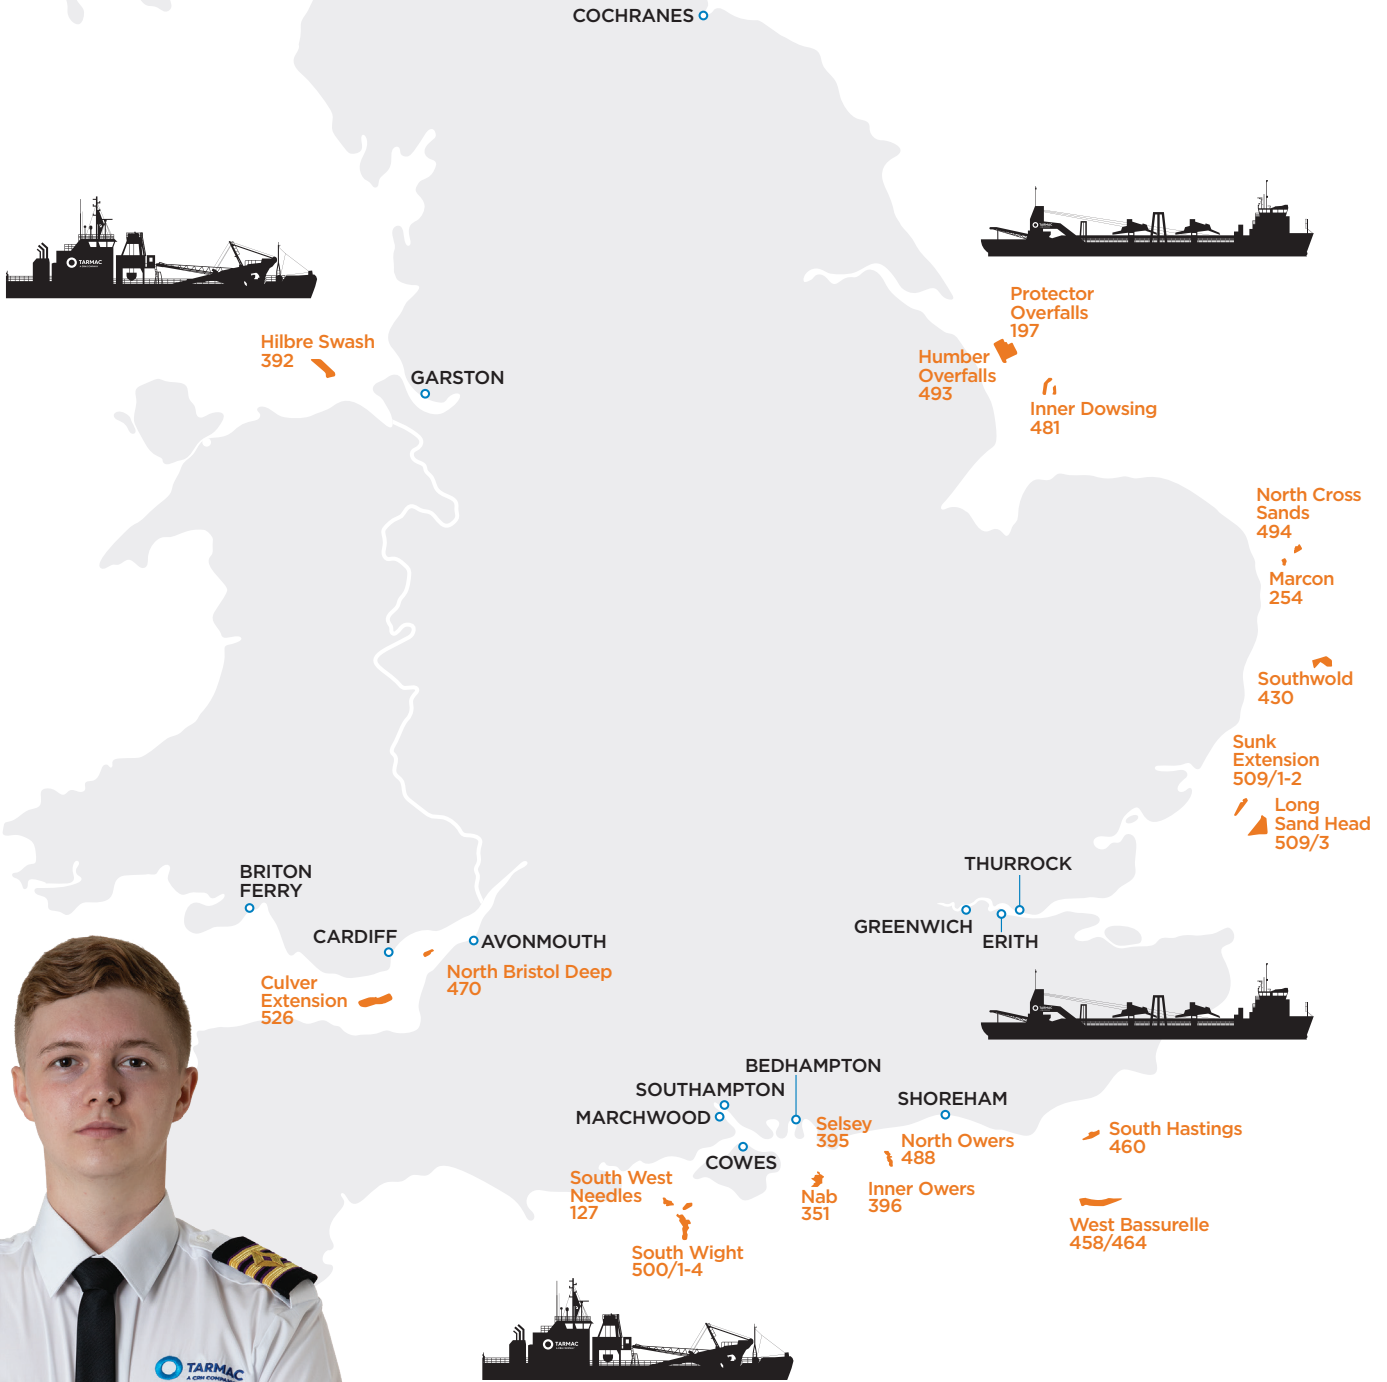 COCHRANES
TARMAC
Protector
Overfalls
197
Hilbre Swash
392
Humber
Overfalls
493
GARSTON
Inner Dowsing
481
North Cross
Sands
494
Marcon
254
Southwold
430
Sunk
Extension
509/1-2
Long
Sand Head
509/3
THURROCK
BRITON
FERRY
GREENWICH
ERITH
CARDIFF
AVONMOUTH
North Bristol Deep
470
Culver
Extension
526
BEDHAMPTON
SOUTHAMPTON
MARCHWOOD
SHOREHAM
Selsey
395
South Hastings
460
North Owers
488
COWES
South West
Needles
127
Nab
351
Inner Owers
396
West Bassurelle
458/464
South Wight
500/1-4
TARMAC
TARMAC
A CRH COMPANY